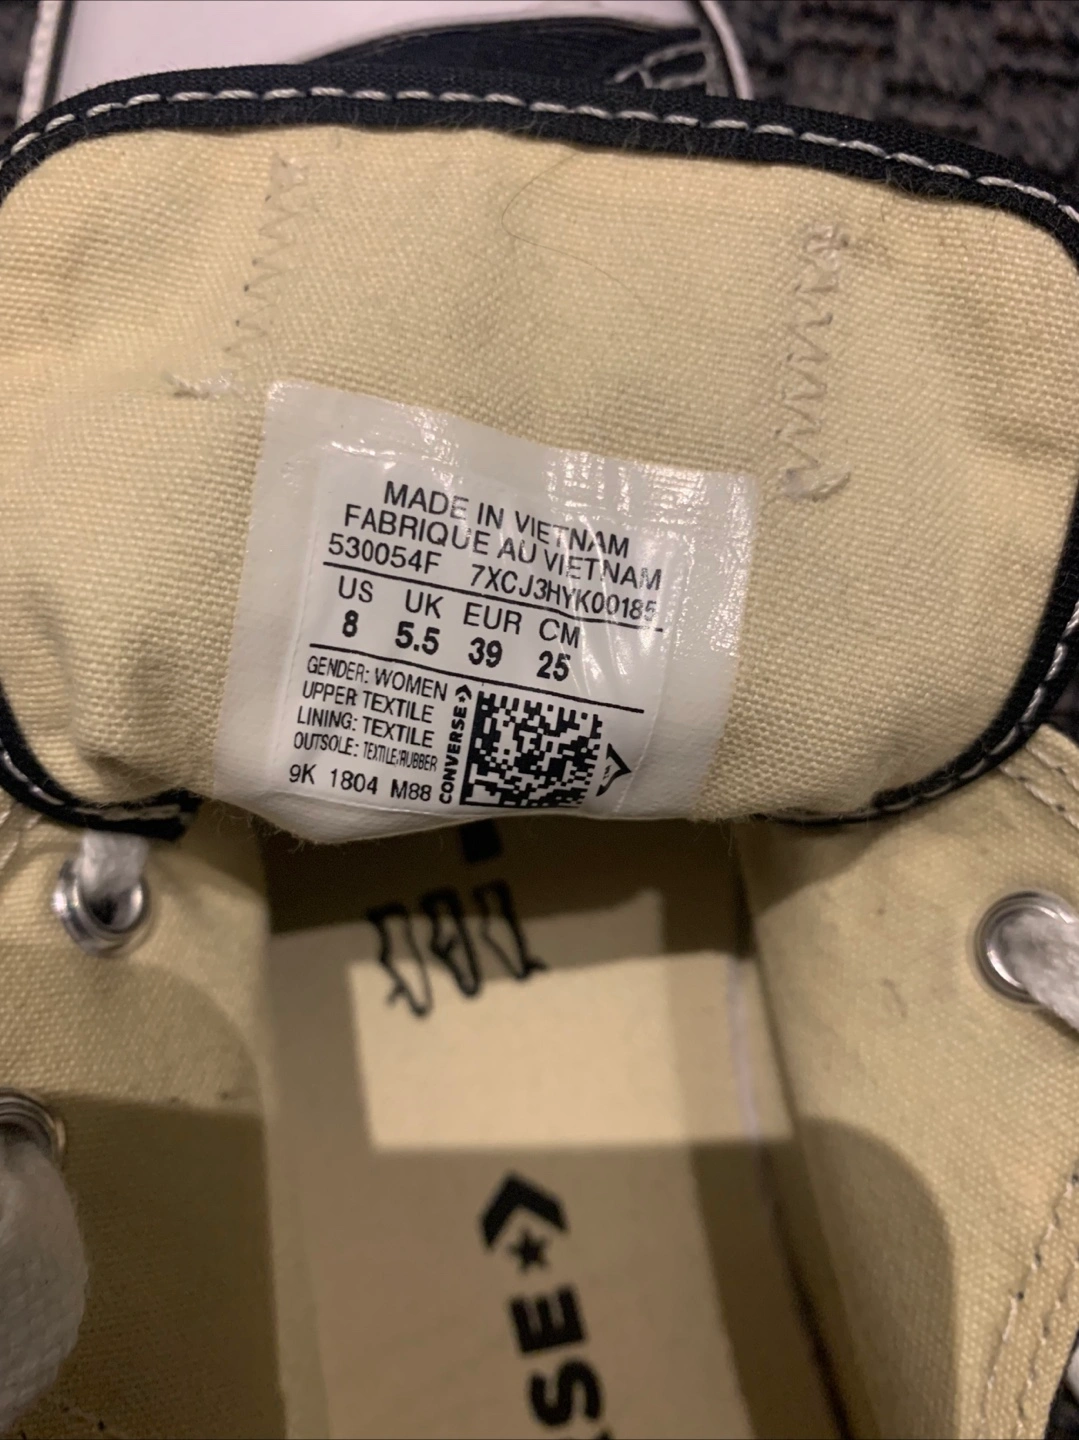 MADE IN VIETNAM
FABRIQUE AU VIETNAM
530054F 7XCJ3HYK00185
US UK EUR CM
8 5.5 39 25
GENDER: WOMEN
UPPER: TEXTILE
LINING: TEXTILE
OUTSOLE: TEXTILE/RUBBER
9K 1804 M88
CONVERSE